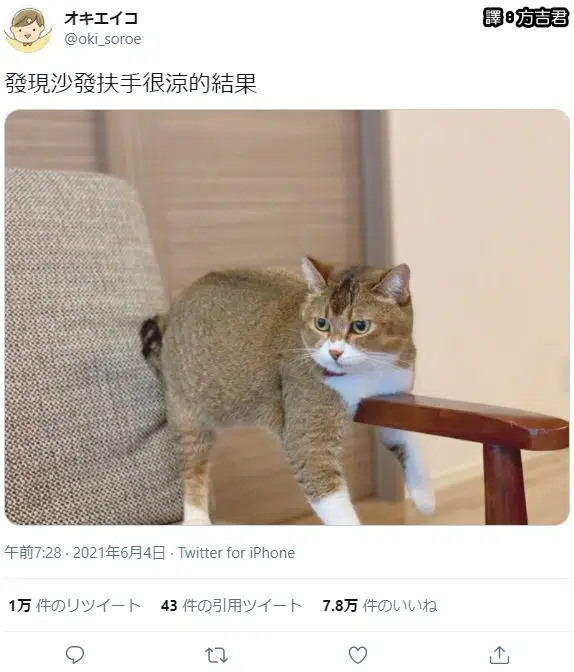 オキエイコ
@oki_soroe
譯●方吉君
發現沙發扶手很涼的結果
午前7:28 · 2021年6月4日 · Twitter for iPhone
1万 件のリツイート 43 件の引用ツイート 7.8万 件のいいね